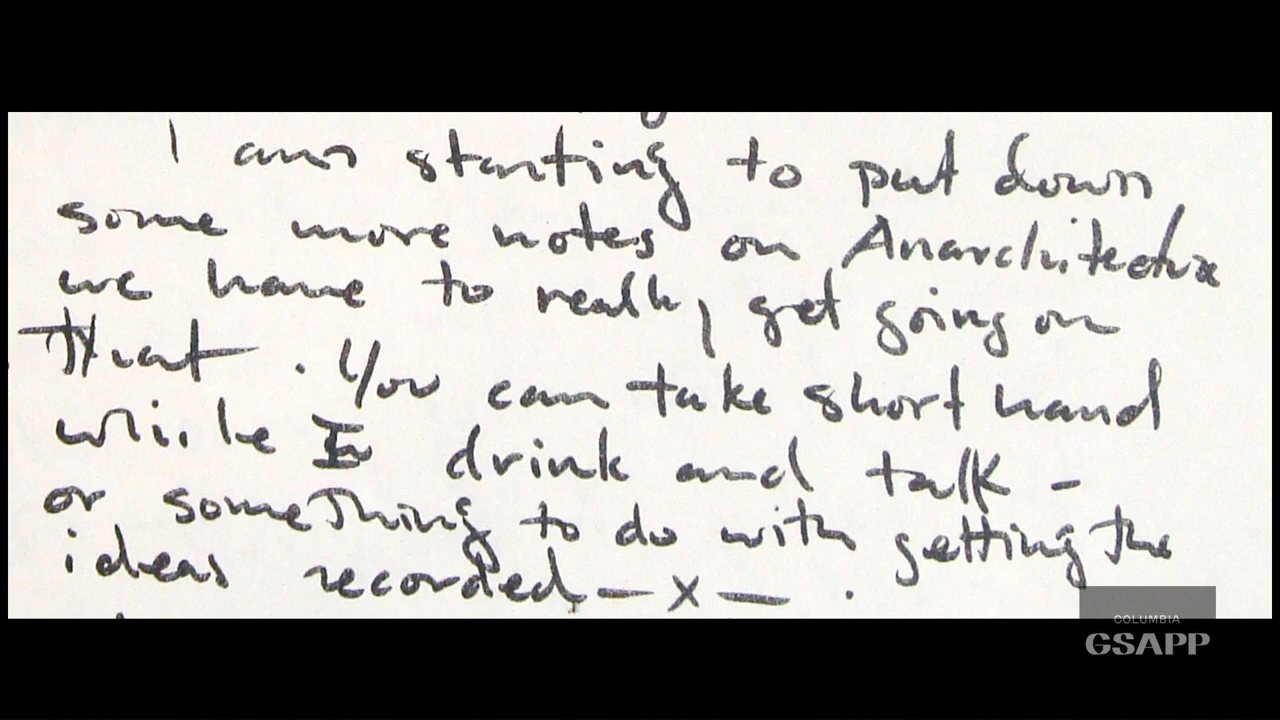 I am starting to put down
some more notes on Anarchitecture
we have to really get going on
that. You can take short hand
while I drink and talk -
or something to do with getting the
ideas recorded — x — .
COLUMBIA
GSAPP